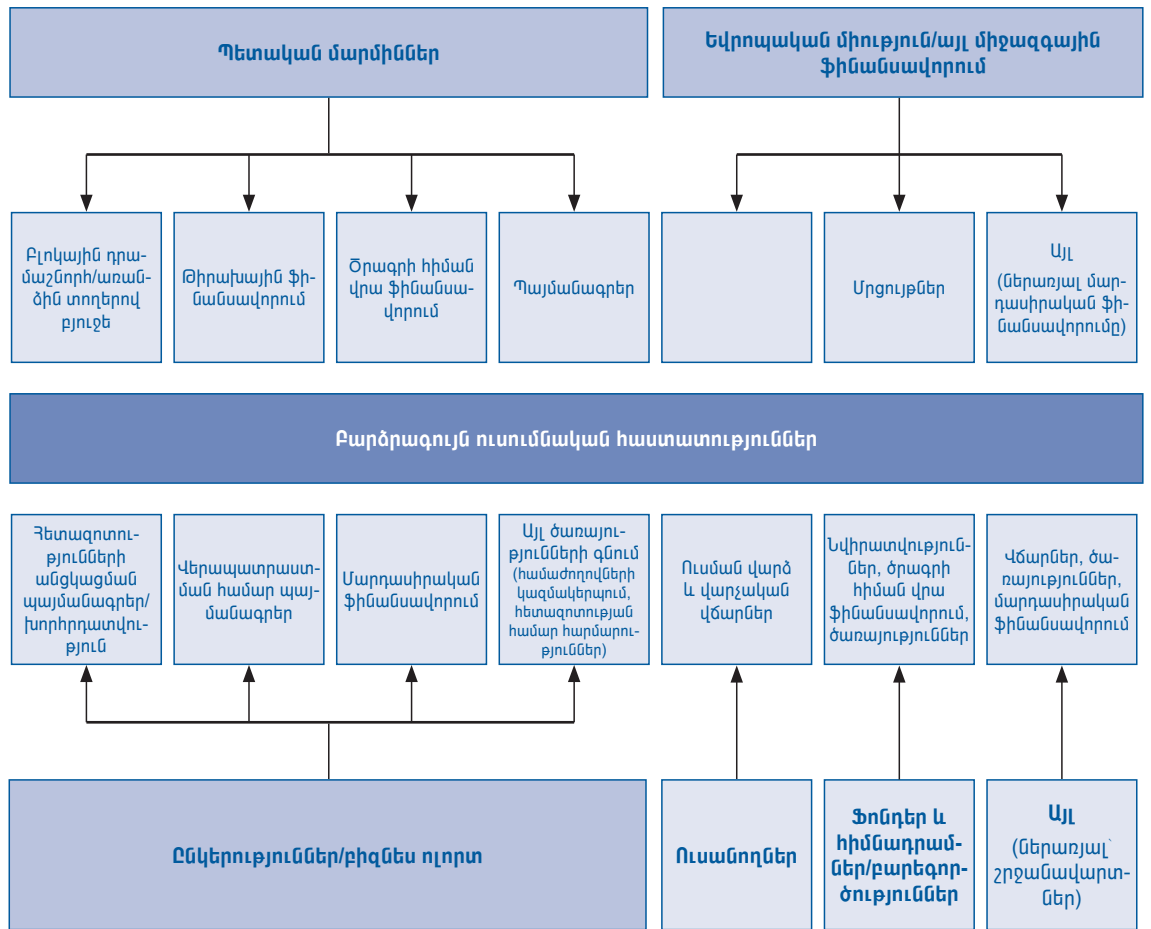 Պետական մարմիններ
Եվրոպական միություն/այլ միջազգային
ֆինանսավորում
Բլոկային դրա-
մաշնորհ/առան-
ձին տողերով
բյուջե
Թիրախային ֆի-
նանսավորում
Ծրագրի հիման
վրա ֆինանսա-
վորում
Պայմանագրեր
Մրցույթներ
Այլ
(ներառյալ մար-
դասիրական ֆի-
նանսավորումը)
Բարձրագույն ուսումնական հաստատություններ
Հետազոտու-
թյունների
անցկացման
պայմանագրեր/
խորհրդատվու-
թյուն
Վերապատրաստ-
ման համար պայ-
մանագրեր
Մարդասիրական
ֆինանսավորում
Այլ ծառայու-
թյունների գնում
(համաժողովների
կազմակերպում,
հետազոտության
համար հարմարու-
թյուններ)
Ուսման վարձ
և վարչական
վճարներ
Նվիրատվություն-
ներ, ծրագրի
հիման վրա
ֆինանսավորում,
ծառայություններ
Վճարներ, ծա-
ռայություններ,
մարդասիրական
ֆինանսավորում
Ընկերություններ/բիզնես ոլորտ
Ուսանողներ
Ֆոնդեր և
հիմնադրամ-
ներ/բարեգոր-
ծություններ
Այլ
(ներառյալ՝
շրջանավարտ-
ներ)